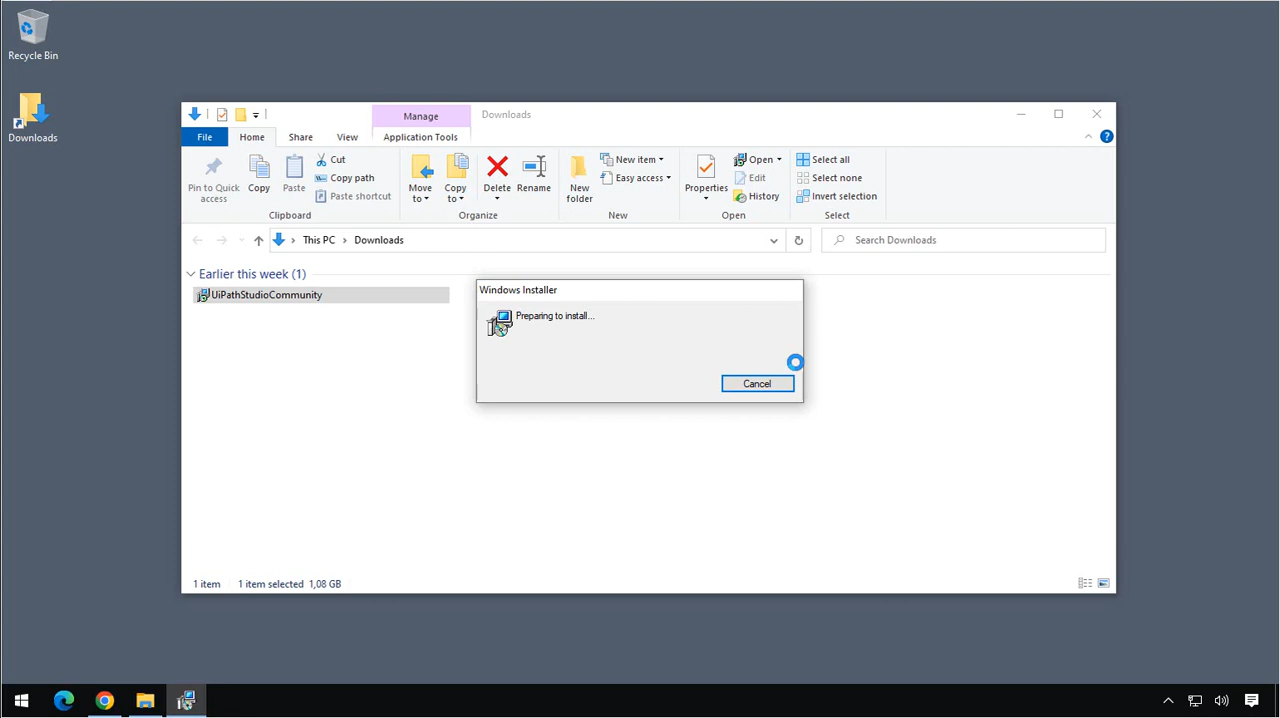 Recycle Bin
Downloads
Manage
Downloads
File
Home
Share
View
Application Tools
Pin to Quick
access
Copy
Paste
Cut
Copy path
Paste shortcut
Clipboard
Move
to
Copy
to
Delete
Rename
Organize
New
folder
New item
Easy access
New
Properties
Open
Edit
History
Open
Select all
Select none
Invert selection
Select
This PC
Downloads
Search Downloads
Earlier this week (1)
UiPathStudioCommunity
Windows Installer
Preparing to install...
Cancel
1 item
1 item selected 1,08 GB